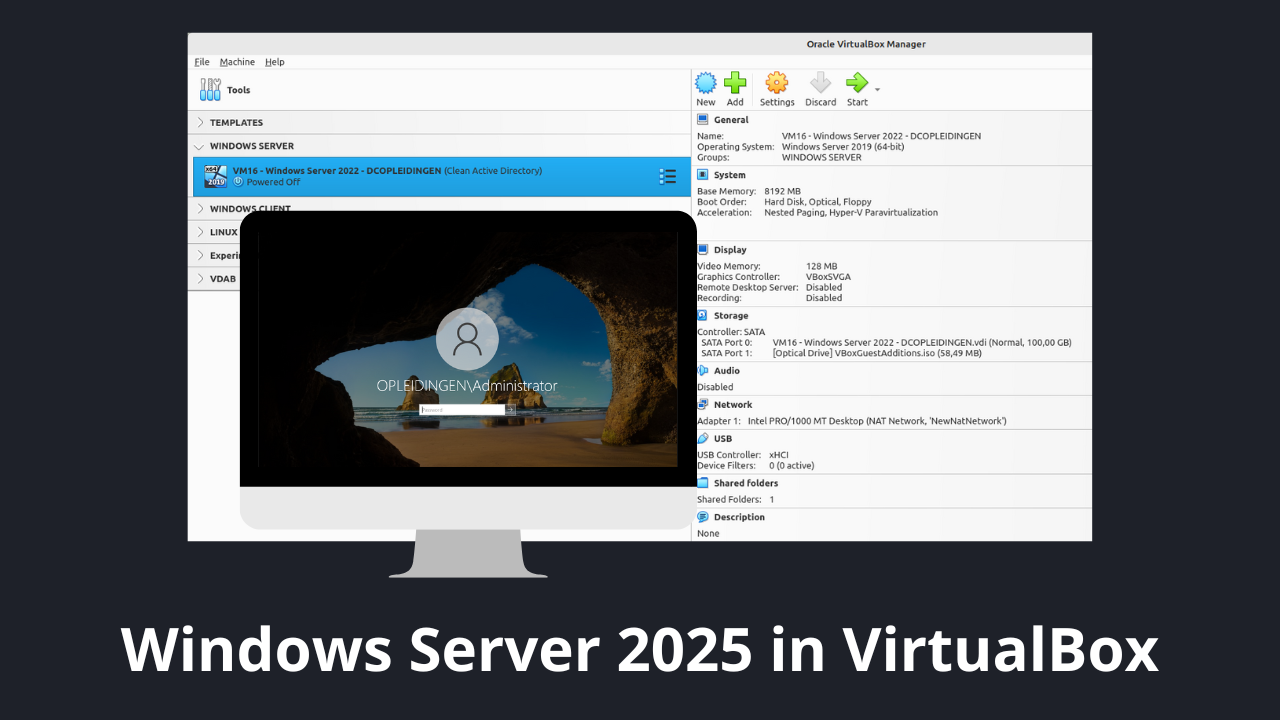 Oracle VirtualBox Manager
File Machine Help
Tools
New Add Settings Discard Start
TEMPLATES
WINDOWS SERVER
VM16 - Windows Server 2022 - DCOPLEIDINGEN (Clean Active Directory)
Powered Off
x64
2019
WINDOWS CLIENT
LINUX
Experi
VDAB
General
Name: VM16 - Windows Server 2022 - DCOPLEIDINGEN
Operating System: Windows Server 2019 (64-bit)
Groups: WINDOWS SERVER
System
Base Memory: 8192 MB
Boot Order: Hard Disk, Optical, Floppy
Acceleration: Nested Paging, Hyper-V Paravirtualization
Display
Video Memory: 128 MB
Graphics Controller: VBoxSVGA
Remote Desktop Server: Disabled
Recording: Disabled
Storage
Controller: SATA
SATA Port 0: VM16 - Windows Server 2022 - DCOPLEIDINGEN.vdi (Normal, 100,00 GB)
SATA Port 1: [Optical Drive] VBoxGuestAdditions.iso (58,49 MB)
Audio
Disabled
Network
Adapter 1: Intel PRO/1000 MT Desktop (NAT Network, 'NewNatNetwork')
USB
USB Controller: xHCI
Device Filters: 0 (0 active)
Shared folders
Shared Folders: 1
Description
None
OPLEIDINGEN\Administrator
Password
Windows Server 2025 in VirtualBox